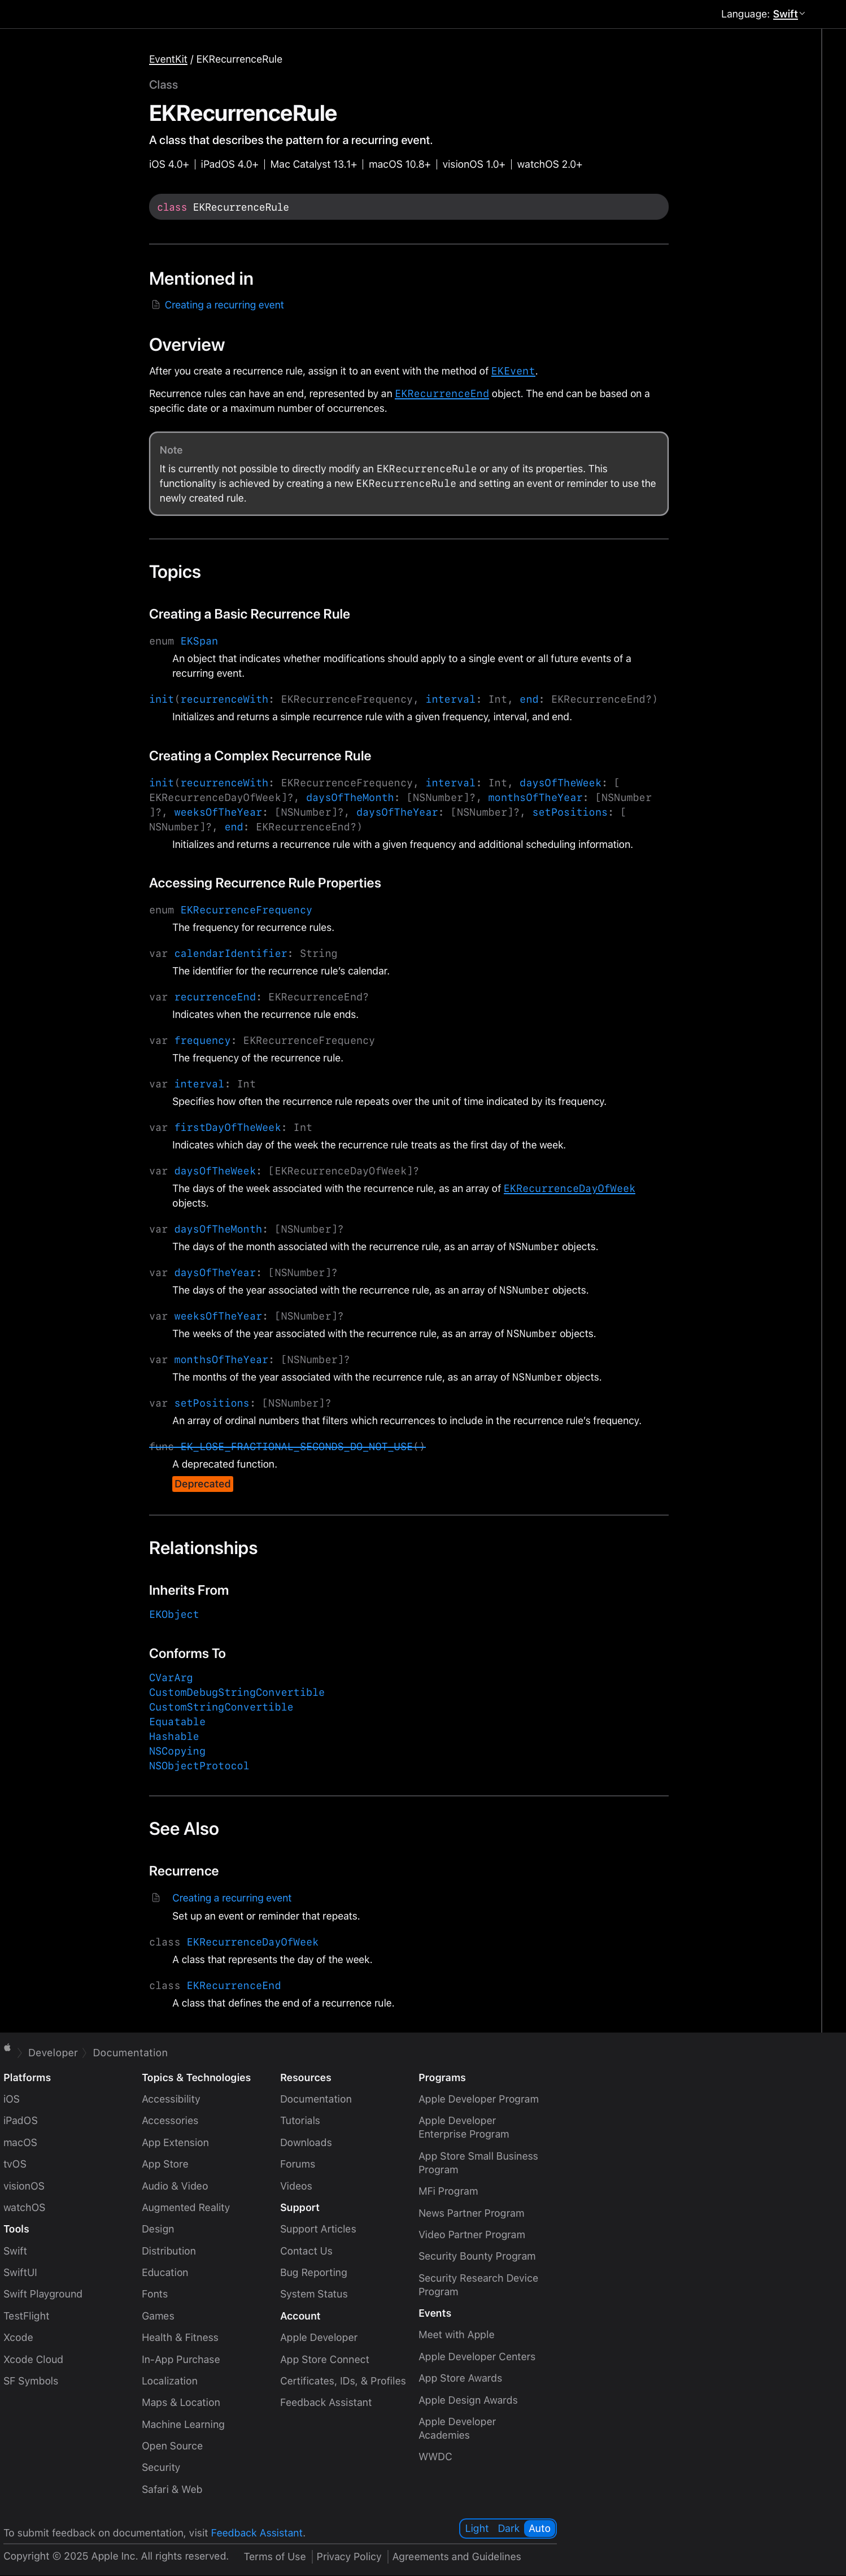 Language: Swift
EventKit / EKRecurrenceRule
Class
EKRecurrenceRule
A class that describes the pattern for a recurring event.
iOS 4.0+ | iPadOS 4.0+ | Mac Catalyst 13.1+ | macOS 10.8+ | visionOS 1.0+ | watchOS 2.0+
class EKRecurrenceRule
Mentioned in
Creating a recurring event
Overview
After you create a recurrence rule, assign it to an event with the method of EKEvent.
Recurrence rules can have an end, represented by an EKRecurrenceEnd object. The end can be based on a
specific date or a maximum number of occurrences.
Note
It is currently not possible to directly modify an EKRecurrenceRule or any of its properties. This
functionality is achieved by creating a new EKRecurrenceRule and setting an event or reminder to use the
newly created rule.
Topics
Creating a Basic Recurrence Rule
enum EKSpan
An object that indicates whether modifications should apply to a single event or all future events of a
recurring event.
init(recurrenceWith: EKRecurrenceFrequency, interval: Int, end: EKRecurrenceEnd?)
Initializes and returns a simple recurrence rule with a given frequency, interval, and end.
Creating a Complex Recurrence Rule
init(recurrenceWith: EKRecurrenceFrequency, interval: Int, daysOfTheWeek: [
EKRecurrenceDayOfWeek]?, daysOfTheMonth: [NSNumber]?, monthsOfTheYear: [NSNumber
]?, weeksOfTheYear: [NSNumber]?, daysOfTheYear: [NSNumber]?, setPositions: [
NSNumber]?, end: EKRecurrenceEnd?)
Initializes and returns a recurrence rule with a given frequency and additional scheduling information.
Accessing Recurrence Rule Properties
enum EKRecurrenceFrequency
The frequency for recurrence rules.
var calendarIdentifier: String
The identifier for the recurrence rule's calendar.
var recurrenceEnd: EKRecurrenceEnd?
Indicates when the recurrence rule ends.
var frequency: EKRecurrenceFrequency
The frequency of the recurrence rule.
var interval: Int
Specifies how often the recurrence rule repeats over the unit of time indicated by its frequency.
var firstDayOfTheWeek: Int
Indicates which day of the week the recurrence rule treats as the first day of the week.
var daysOfTheWeek: [EKRecurrenceDayOfWeek]?
The days of the week associated with the recurrence rule, as an array of EKRecurrenceDayOfWeek
objects.
var daysOfTheMonth: [NSNumber]?
The days of the month associated with the recurrence rule, as an array of NSNumber objects.
var daysOfTheYear: [NSNumber]?
The days of the year associated with the recurrence rule, as an array of NSNumber objects.
var weeksOfTheYear: [NSNumber]?
The weeks of the year associated with the recurrence rule, as an array of NSNumber objects.
var monthsOfTheYear: [NSNumber]?
The months of the year associated with the recurrence rule, as an array of NSNumber objects.
var setPositions: [NSNumber]?
An array of ordinal numbers that filters which recurrences to include in the recurrence rule's frequency.
func EK_LOSE_FRACTIONAL_SECONDS_DO_NOT_USE()
A deprecated function.
Deprecated
Relationships
Inherits From
EKObject
Conforms To
CVarArg
CustomDebugStringConvertible
CustomStringConvertible
Equatable
Hashable
NSCopying
NSObjectProtocol
See Also
Recurrence
Creating a recurring event
Set up an event or reminder that repeats.
class EKRecurrenceDayOfWeek
A class that represents the day of the week.
class EKRecurrenceEnd
A class that defines the end of a recurrence rule.
Developer
Documentation
Platforms
iOS
iPadOS
macOS
tvOS
visionOS
watchOS
Tools
Swift
SwiftUI
Swift Playground
TestFlight
Xcode
Xcode Cloud
SF Symbols
Topics & Technologies
Accessibility
Accessories
App Extension
App Store
Audio & Video
Augmented Reality
Design
Distribution
Education
Fonts
Games
Health & Fitness
In-App Purchase
Localization
Maps & Location
Machine Learning
Open Source
Security
Safari & Web
Resources
Documentation
Tutorials
Downloads
Forums
Videos
Support
Support Articles
Contact Us
Bug Reporting
System Status
Account
Apple Developer
App Store Connect
Certificates, IDs, & Profiles
Feedback Assistant
Programs
Apple Developer Program
Apple Developer
Enterprise Program
App Store Small Business
Program
MFi Program
News Partner Program
Video Partner Program
Security Bounty Program
Security Research Device
Program
Events
Meet with Apple
Apple Developer Centers
App Store Awards
Apple Design Awards
Apple Developer
Academies
WWDC
To submit feedback on documentation, visit Feedback Assistant.
Light Dark Auto
Copyright © 2025 Apple Inc. All rights reserved.
Terms of Use | Privacy Policy | Agreements and Guidelines